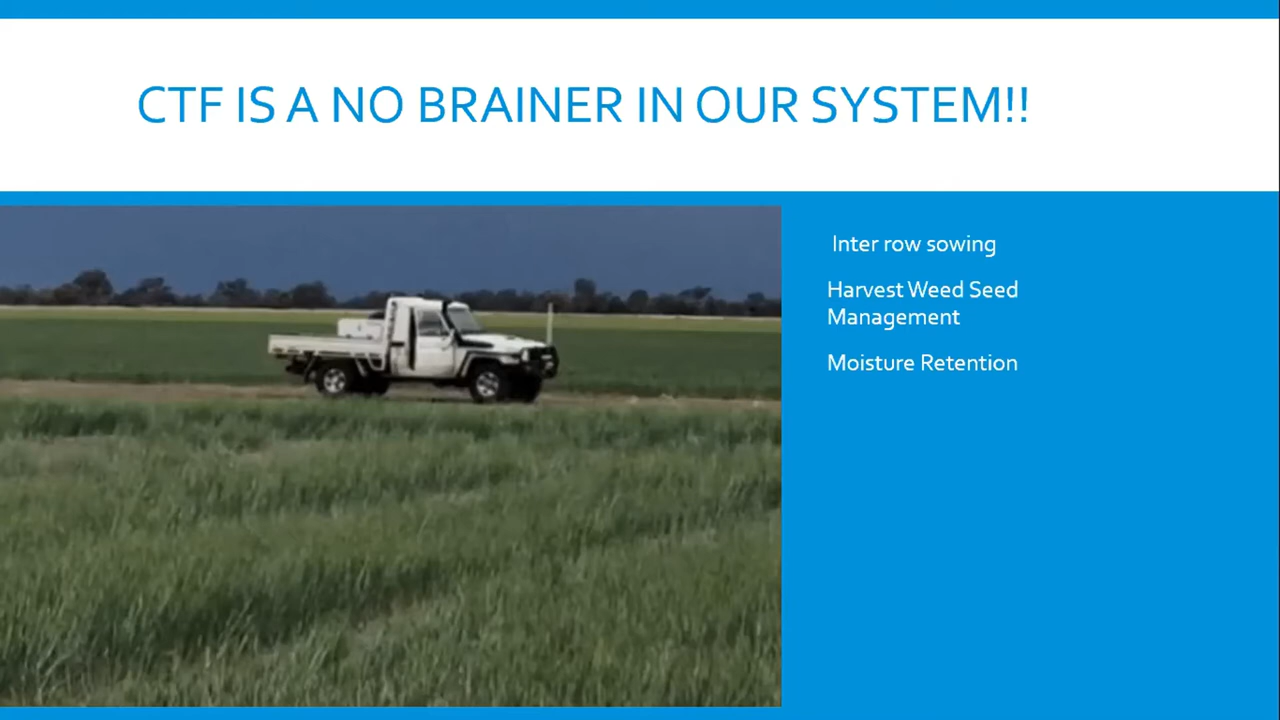 CTF IS A NO BRAINER IN OUR SYSTEM!!
Inter row sowing
Harvest Weed Seed
Management
Moisture Retention